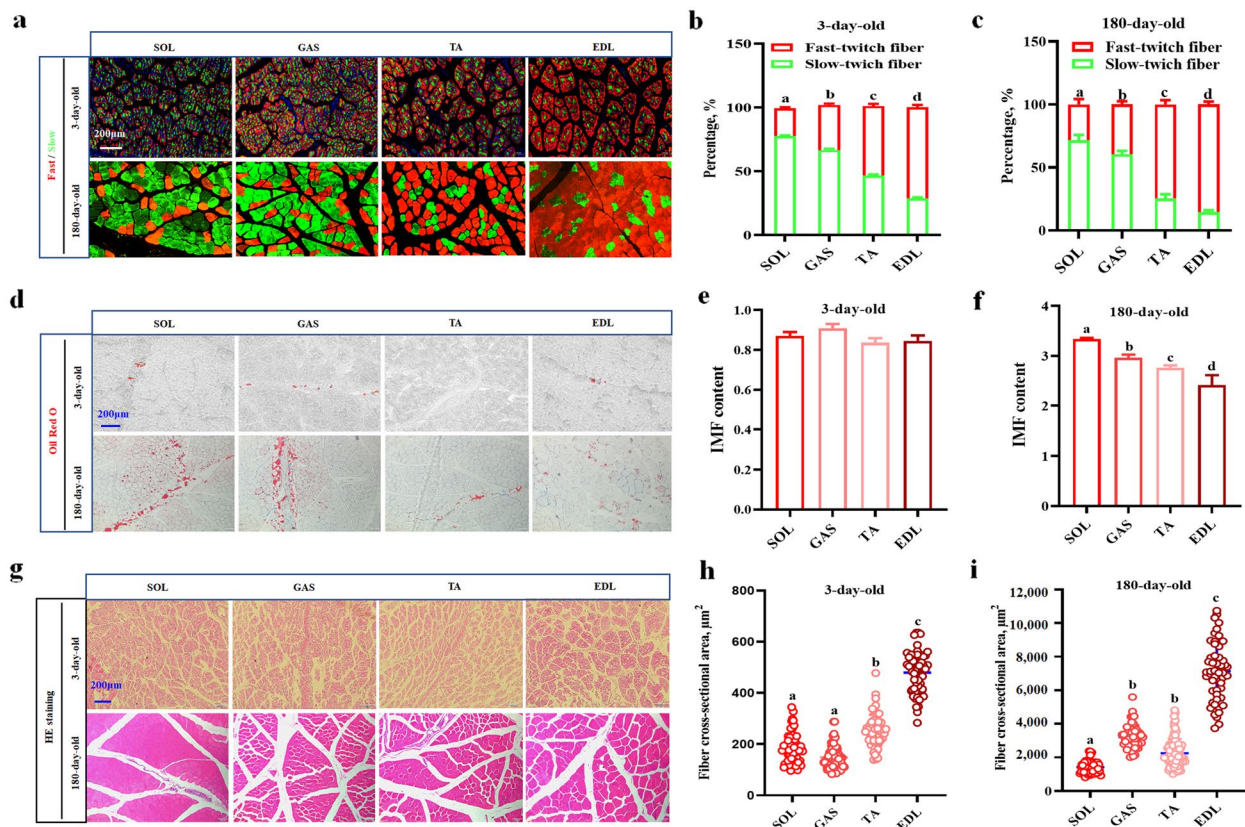 a
SOL
GAS
TA
EDL
Fast / Slow
3-day-old
180-day-old
200μm
b
3-day-old
Fast-twitch fiber
Slow-twich fiber
Percentage, %
150
100
50
0
a
b
c
d
SOL
GAS
TA
EDL
c
180-day-old
Fast-twitch fiber
Slow-twich fiber
Percentage, %
150
100
50
0
a
b
c
d
SOL
GAS
TA
EDL
d
SOL
GAS
TA
EDL
Oil Red O
3-day-old
180-day-old
200μm
e
3-day-old
IMF content
1.0
0.8
0.6
0.4
0.2
0.0
SOL
GAS
TA
EDL
f
180-day-old
IMF content
4
3
2
1
0
a
b
c
d
SOL
GAS
TA
EDL
g
SOL
GAS
TA
EDL
HE staining
3-day-old
180-day-old
200μm
h
3-day-old
Fiber cross-sectional area, μm²
800
600
400
200
0
a
a
b
c
SOL
GAS
TA
EDL
i
180-day-old
Fiber cross-sectional area, μm²
12,000
10,000
8,000
6,000
4,000
2,000
0
a
b
b
c
SOL
GAS
TA
EDL